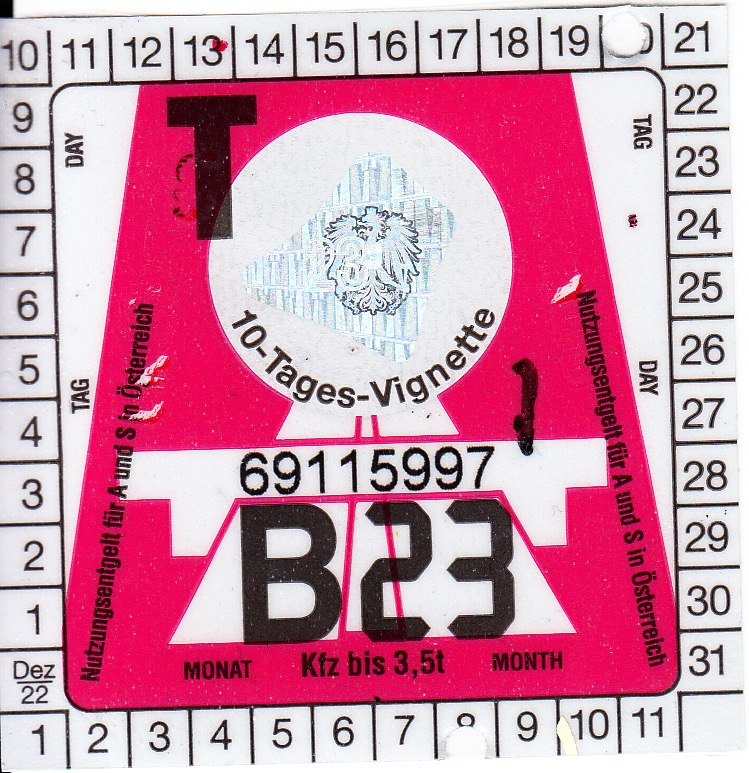 10 11 12 13 14 15 16 17 18 19 20 21
9 22
8 23
7 24
6 25
5 26
4 27
3 28
2 29
1 30
Dez
22
31
1 2 3 4 5 6 7 8 9 10 11
DAY
TAG
T
TAG
DAY
10-Tages-Vignette
Nutzungsentgelt für A und S in Österreich
Nutzungsentgelt für A und S in Österreich
1
69115997
B23
MONAT Kfz bis 3,5t MONTH